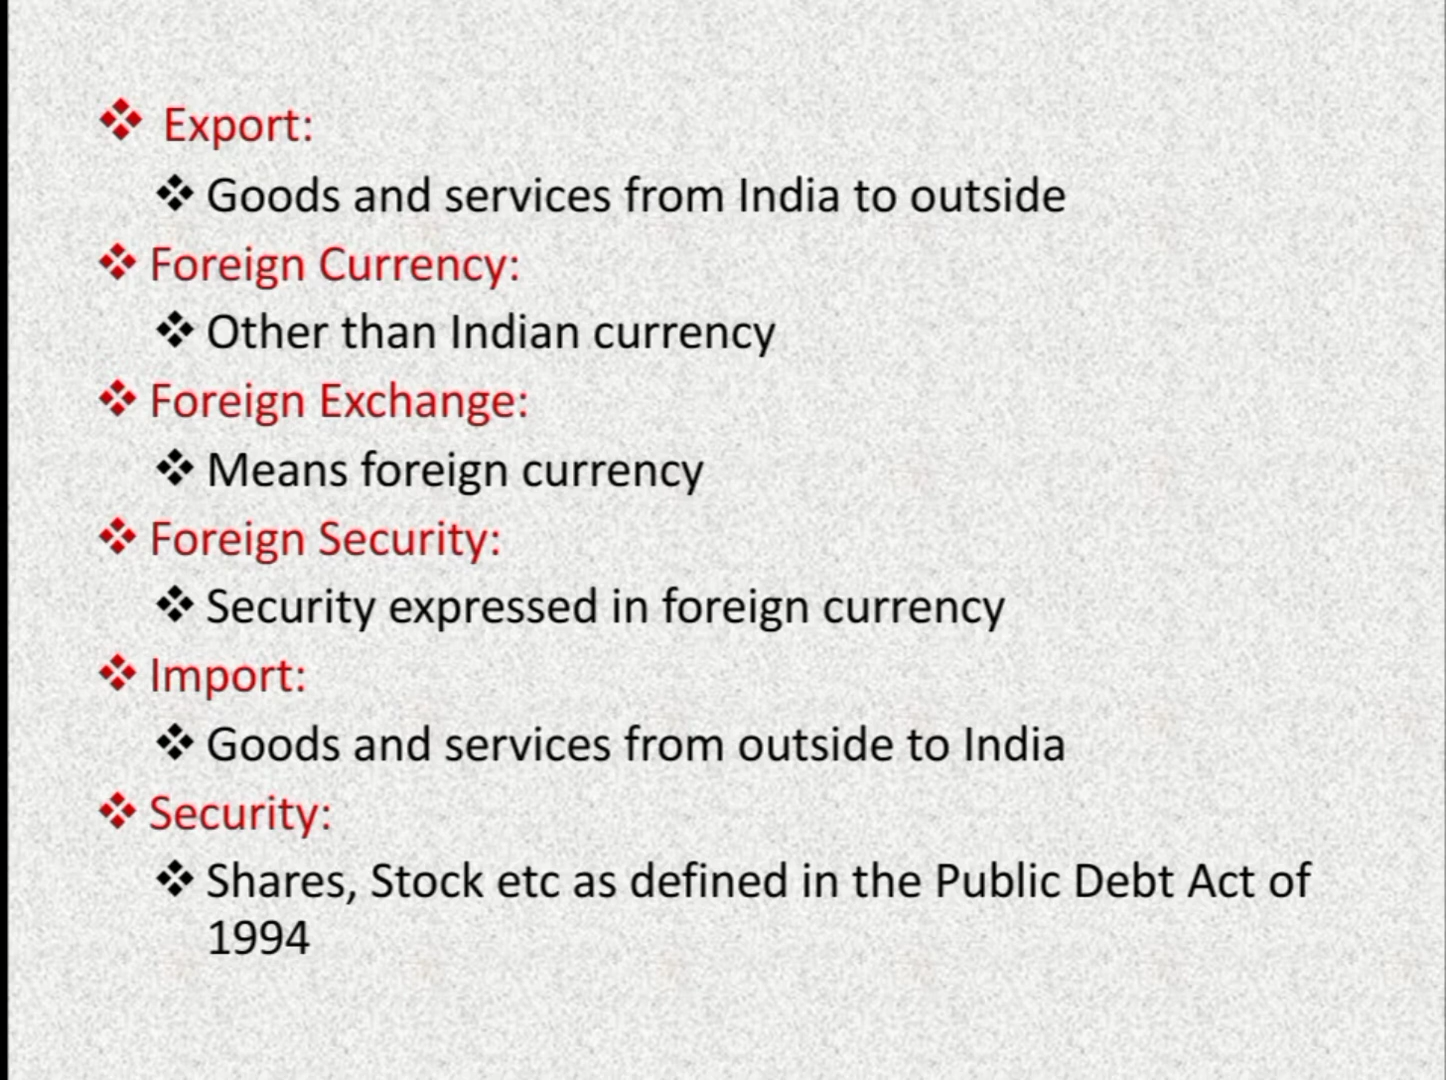 Export:
Goods and services from India to outside
Foreign Currency:
Other than Indian currency
Foreign Exchange:
Means foreign currency
Foreign Security:
Security expressed in foreign currency
Import:
Goods and services from outside to India
Security:
Shares, Stock etc as defined in the Public Debt Act of
1994